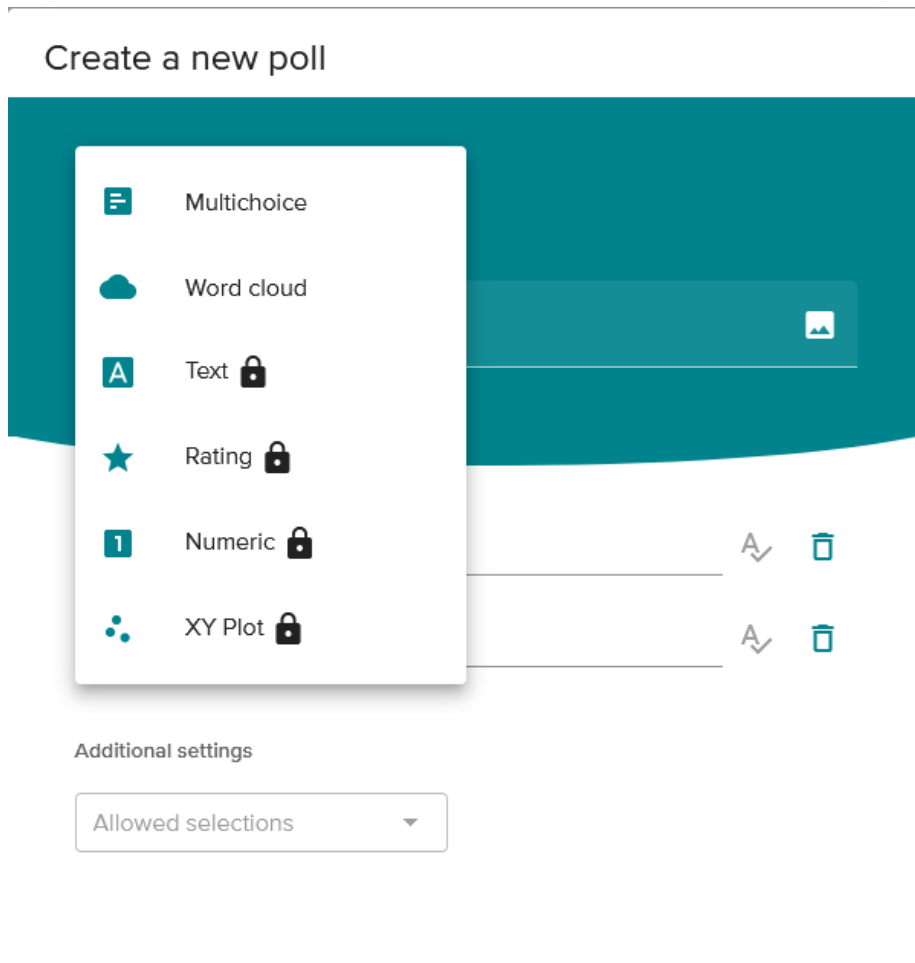 Create a new poll
Multichoice
Word cloud
Text
Rating
Numeric
XY Plot
Additional settings
Allowed selections